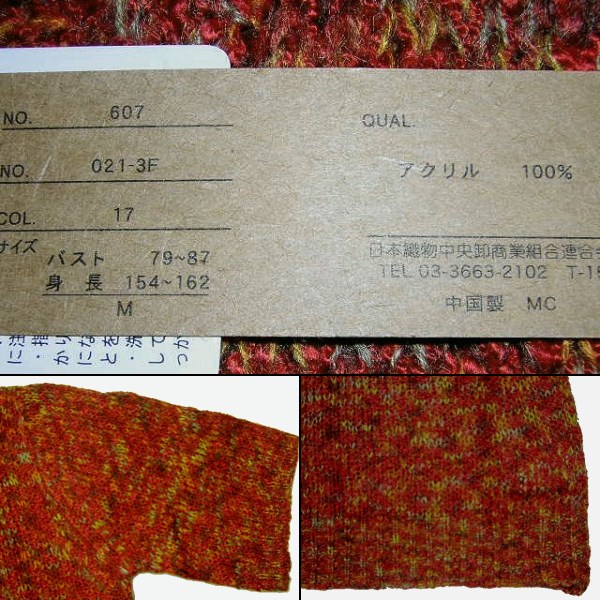 NO. 607
NO. 021-3F
COL. 17
サイズ
バスト 79~87
身 長 154~162
M
QUAL.
アクリル 100%
日本織物中央卸商業組合連合会
TEL 03-3663-2102 T-15
中国製 MC